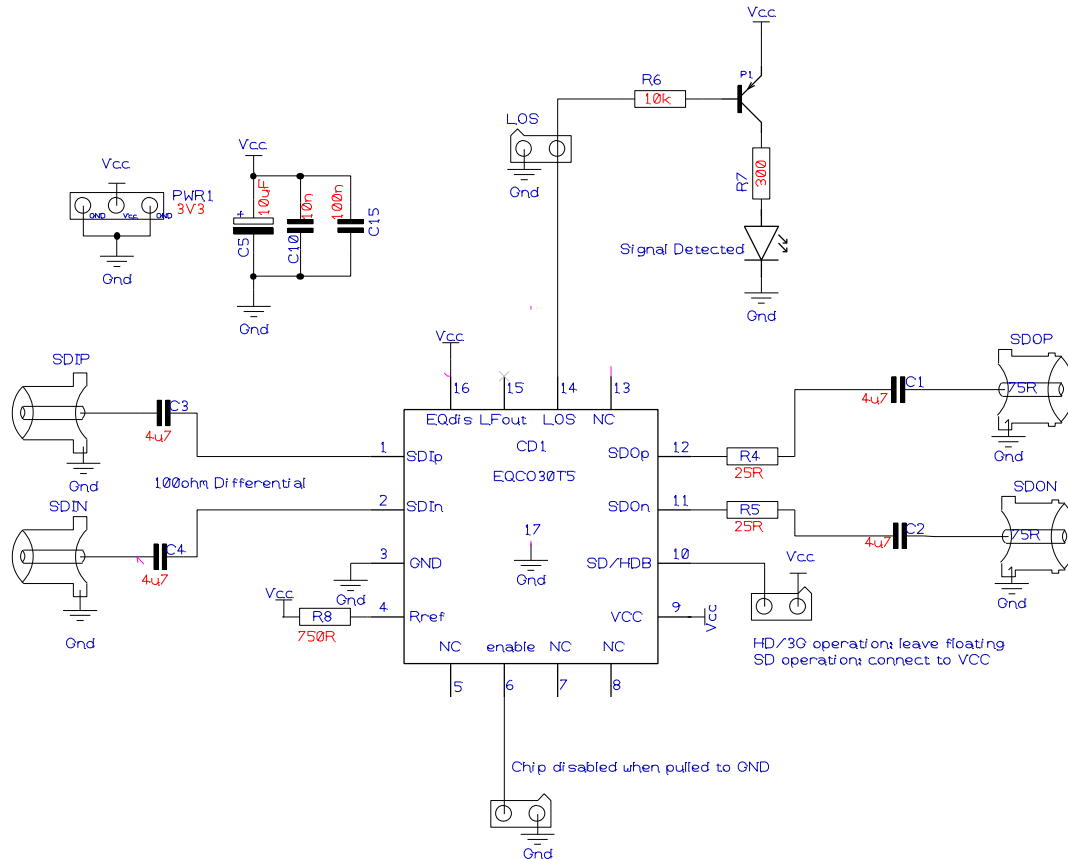 Vcc
P1
R6
10k
LOS
Gnd
R7
300
Signal Detected
Gnd
Vcc
PWR1
3V3
GND
Vcc
GND
Gnd
Vcc
10uF
10n
100n
+
C5
C10
C15
Gnd
Vcc
16
15
14
13
EQdis
LFout
LOS
NC
CD1
EQCO30T5
SDIP
C3
4u7
Gnd
1
SDIp
100ohm Differential
SDIN
C4
4u7
Gnd
2
SDIn
3
GND
Gnd
Vcc
R8
750R
4
Rref
17
Gnd
SDOp
12
R4
25R
C1
4u7
SDOP
75R
Gnd
SDOn
11
R5
25R
C2
4u7
SDON
75R
Gnd
SD/HDB
10
Vcc
VCC
9
Vcc
HD/3G operation: leave floating
SD operation: connect to VCC
NC
enable
NC
NC
5
6
7
8
Chip disabled when pulled to GND
Gnd